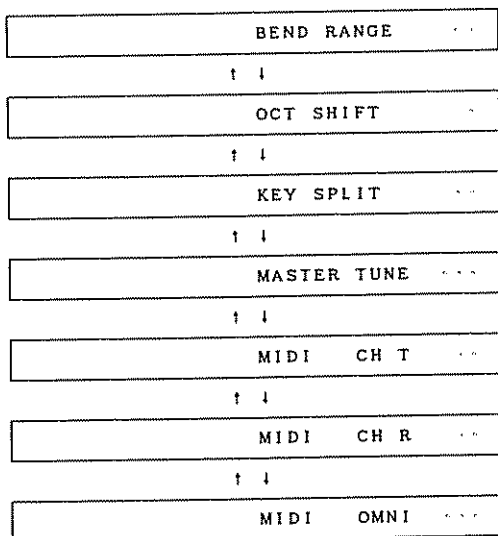 BEND RANGE
↑ ↓
OCT SHIFT
↑ ↓
KEY SPLIT
↑ ↓
MASTER TUNE
↑ ↓
MIDI CH T
↑ ↓
MIDI CH R
↑ ↓
MIDI OMNI